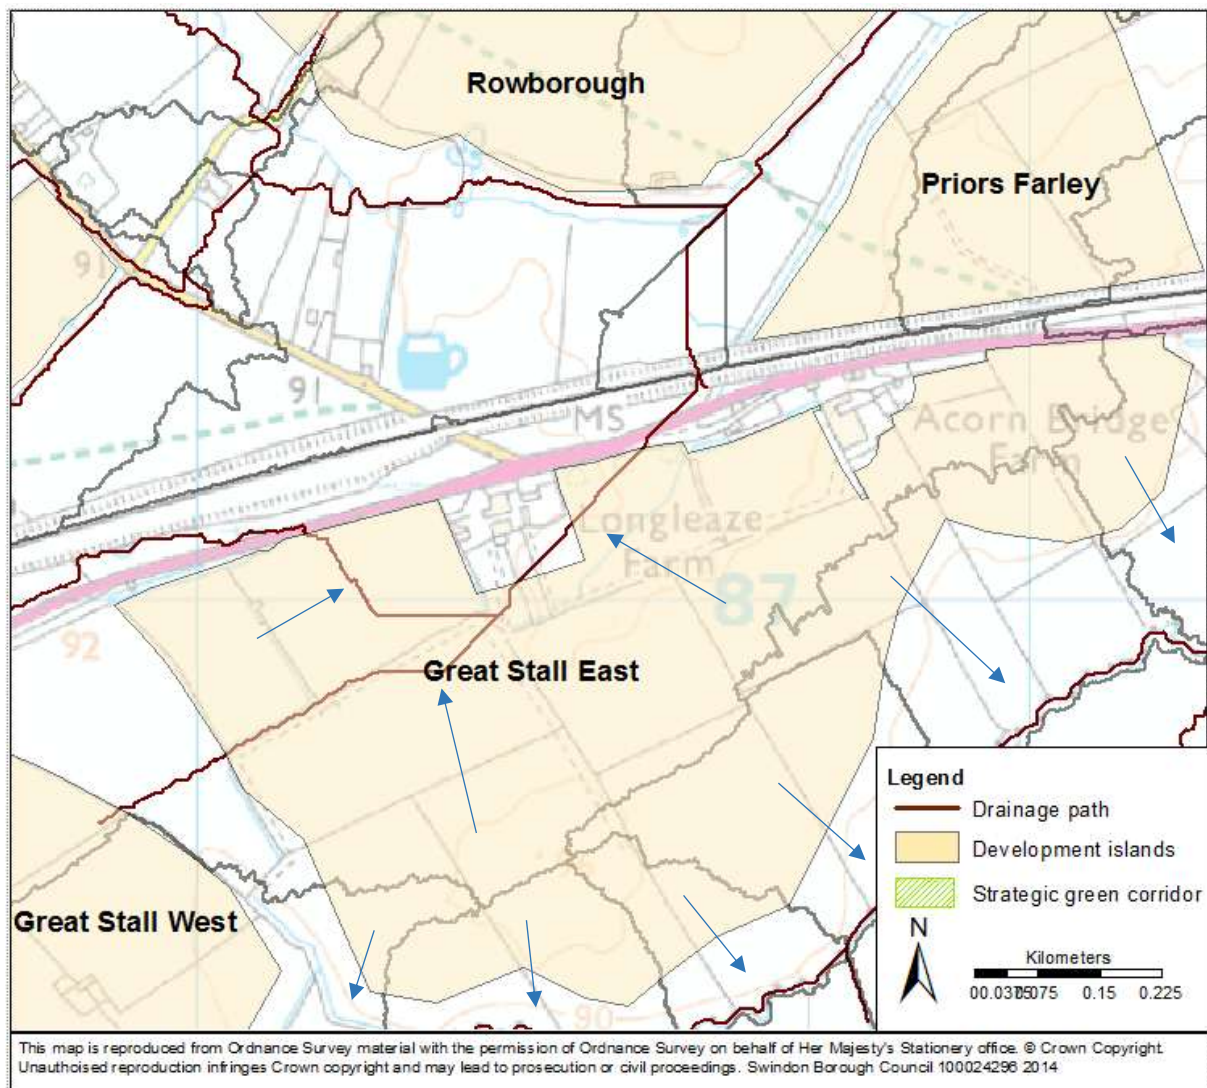 Rowborough
Priors Farley
91
91
MS
Acorn Bridge
Farm
Longleaze
Farm
87
92
Great Stall East
Great Stall West
90
Legend
Drainage path
Development islands
Strategic green corridor
N
Kilometers
0.075 0.15 0.225
This map is reproduced from Ordnance Survey material with the permission of Ordnance Survey on behalf of Her Majesty's Stationery office. © Crown Copyright.
Unauthoised reproduction infringes Crown copyright and may lead to prosecution or civil proceedings. Swindon Borough Council 100024296 2014